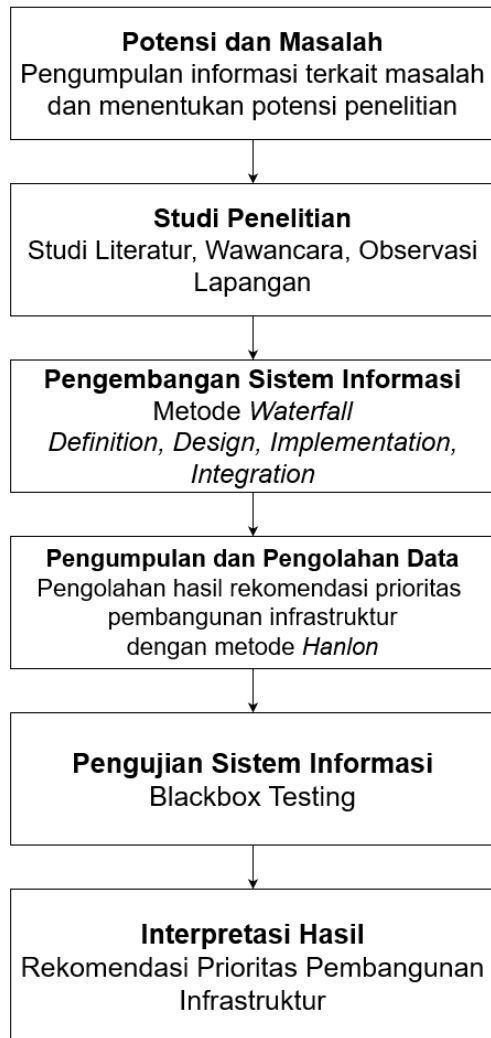 Potensi dan Masalah
Pengumpulan informasi terkait masalah
dan menentukan potensi penelitian
Studi Penelitian
Studi Literatur, Wawancara, Observasi
Lapangan
Pengembangan Sistem Informasi
Metode Waterfall
Definition, Design, Implementation,
Integration
Pengumpulan dan Pengolahan Data
Pengolahan hasil rekomendasi prioritas
pembangunan infrastruktur
dengan metode Hanlon
Pengujian Sistem Informasi
Blackbox Testing
Interpretasi Hasil
Rekomendasi Prioritas Pembangunan
Infrastruktur